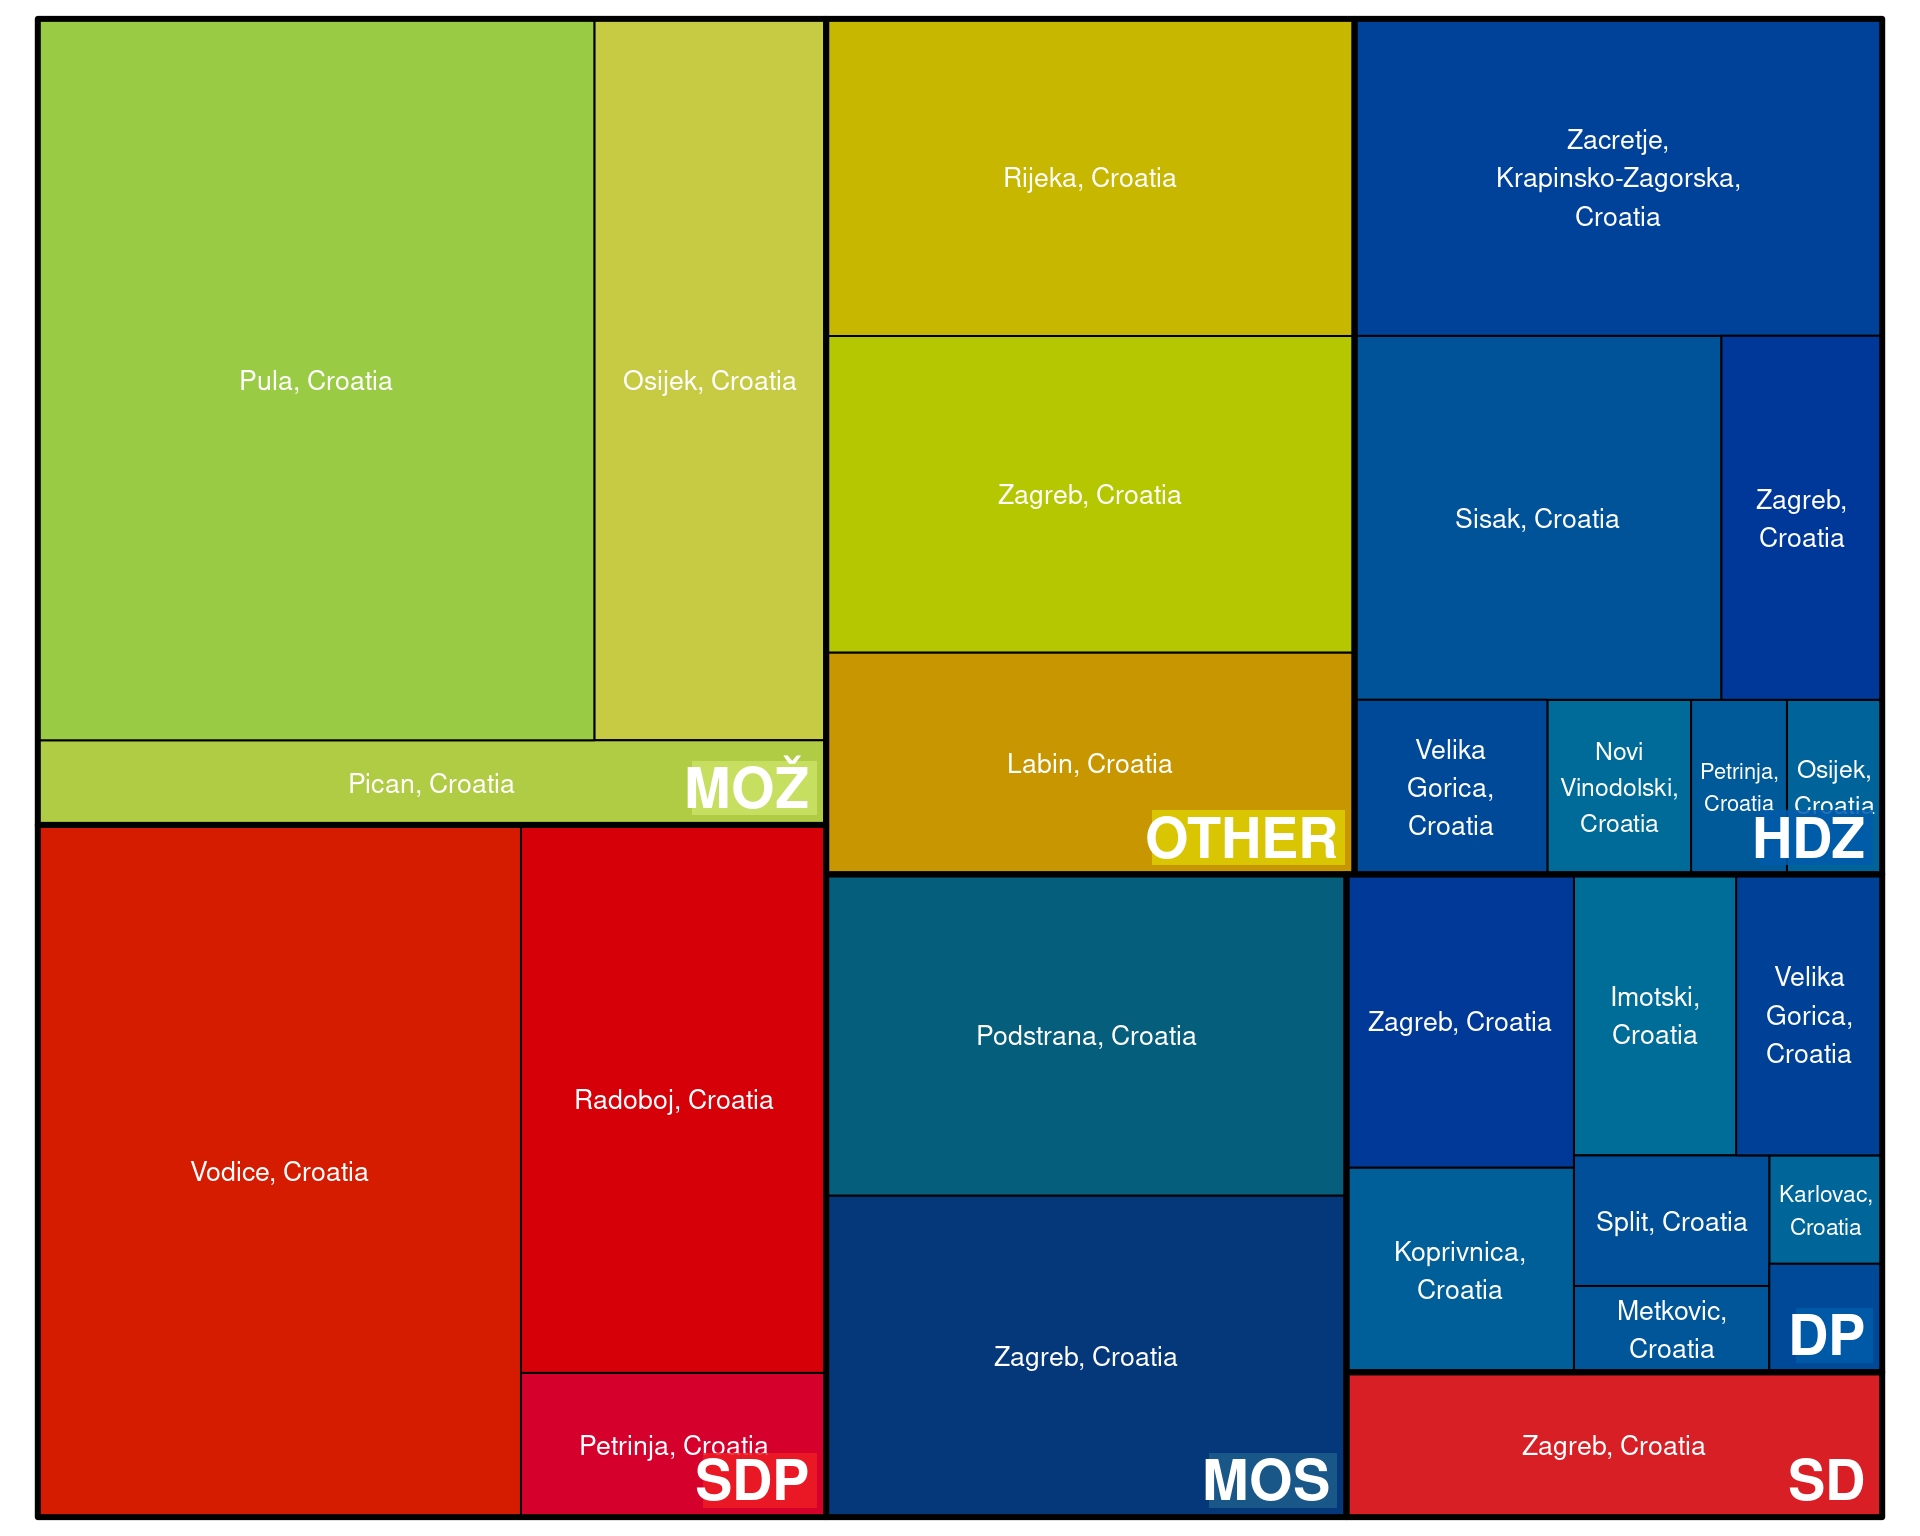 Pula, Croatia
Osijek, Croatia
Pican, Croatia
MOŽ
Rijeka, Croatia
Zagreb, Croatia
Labin, Croatia
OTHER
Zacretje,
Krapinsko-Zagorska,
Croatia
Sisak, Croatia
Zagreb,
Croatia
Velika
Gorica,
Croatia
Novi
Vinodolski,
Croatia
Petrinja,
Croatia
Osijek,
Croatia
HDZ
Vodice, Croatia
Radoboj, Croatia
Petrinja, Croatia
SDP
Podstrana, Croatia
Zagreb, Croatia
MOS
Zagreb, Croatia
Imotski,
Croatia
Velika
Gorica,
Croatia
Koprivnica,
Croatia
Split, Croatia
Karlovac,
Croatia
Metkovic,
Croatia
DP
Zagreb, Croatia
SD